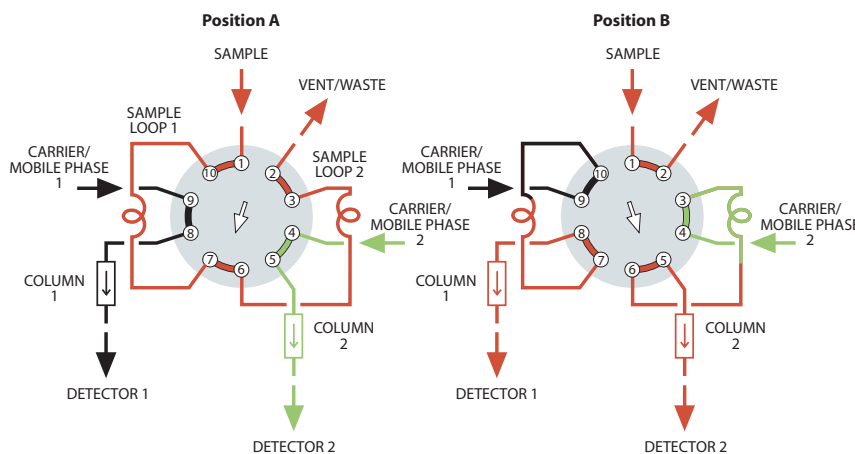 Position A
SAMPLE
VENT/WASTE
SAMPLE
LOOP 1
CARRIER/
MOBILE PHASE
1
SAMPLE
LOOP 2
CARRIER/
MOBILE PHASE
2
1
2
3
4
5
6
7
8
9
10
COLUMN
1
COLUMN
2
DETECTOR 1
DETECTOR 2
Position B
SAMPLE
VENT/WASTE
CARRIER/
MOBILE PHASE
1
CARRIER/
MOBILE PHASE
2
1
2
3
4
5
6
7
8
9
10
COLUMN
1
COLUMN
2
DETECTOR 1
DETECTOR 2